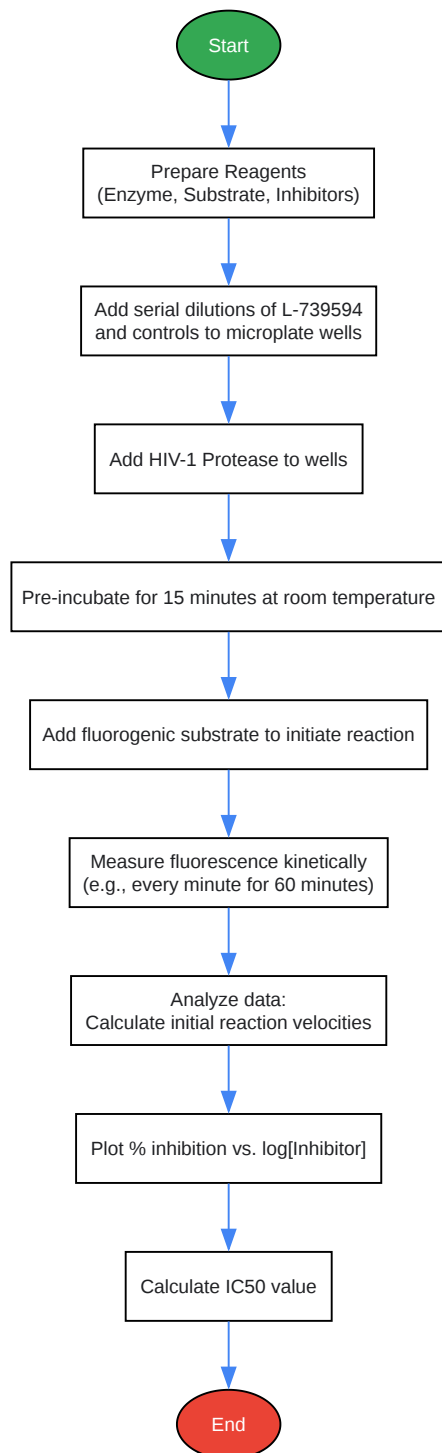 Start
Prepare Reagents
(Enzyme, Substrate, Inhibitors)
Add serial dilutions of L-739594
and controls to microplate wells
Add HIV-1 Protease to wells
Pre-incubate for 15 minutes at room temperature
Add fluorogenic substrate to initiate reaction
Measure fluorescence kinetically
(e.g., every minute for 60 minutes)
Analyze data:
Calculate initial reaction velocities
Plot % inhibition vs. log[Inhibitor]
Calculate IC50 value
End